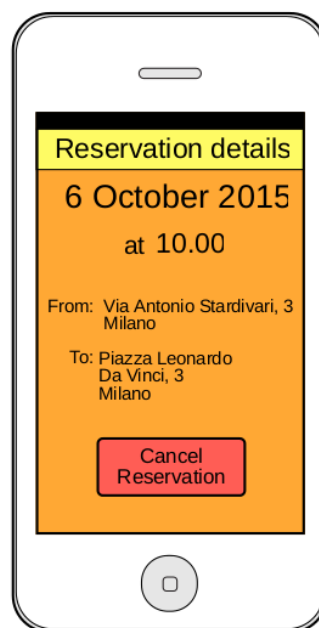 Reservation details
6 October 2015
at 10.00
From: Via Antonio Stardivari, 3
Milano
To: Piazza Leonardo
Da Vinci, 3
Milano
Cancel
Reservation